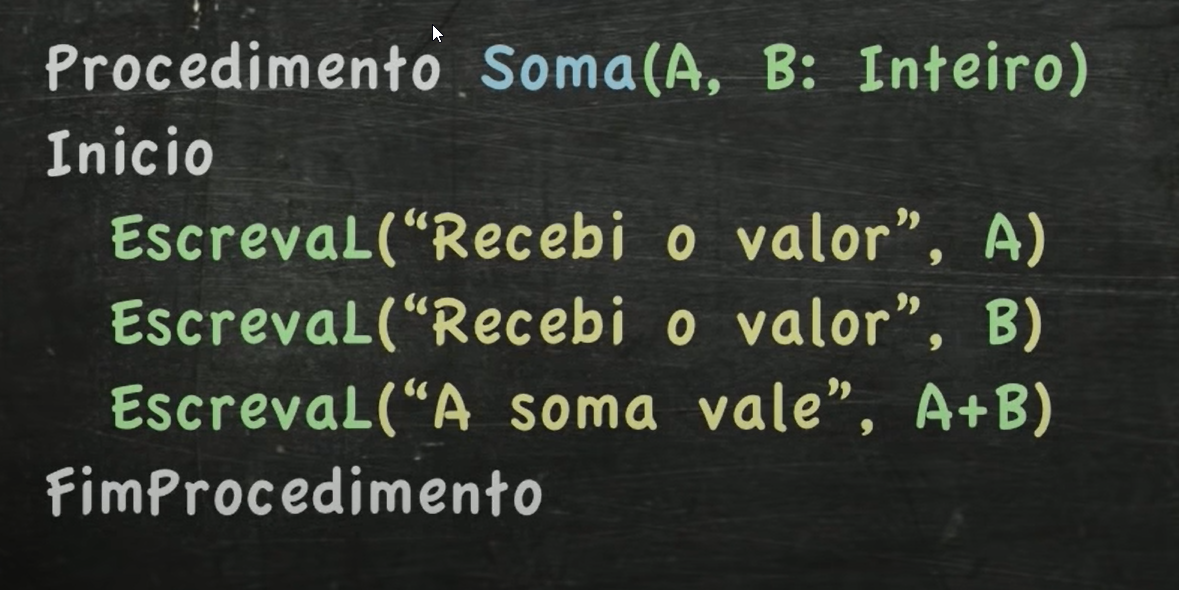 Procedimento Soma(A, B: Inteiro)
Inicio
EscrevaL(“Recebi o valor”, A)
EscrevaL(“Recebi o valor”, B)
EscrevaL(“A soma vale”, A+B)
FimProcedimento